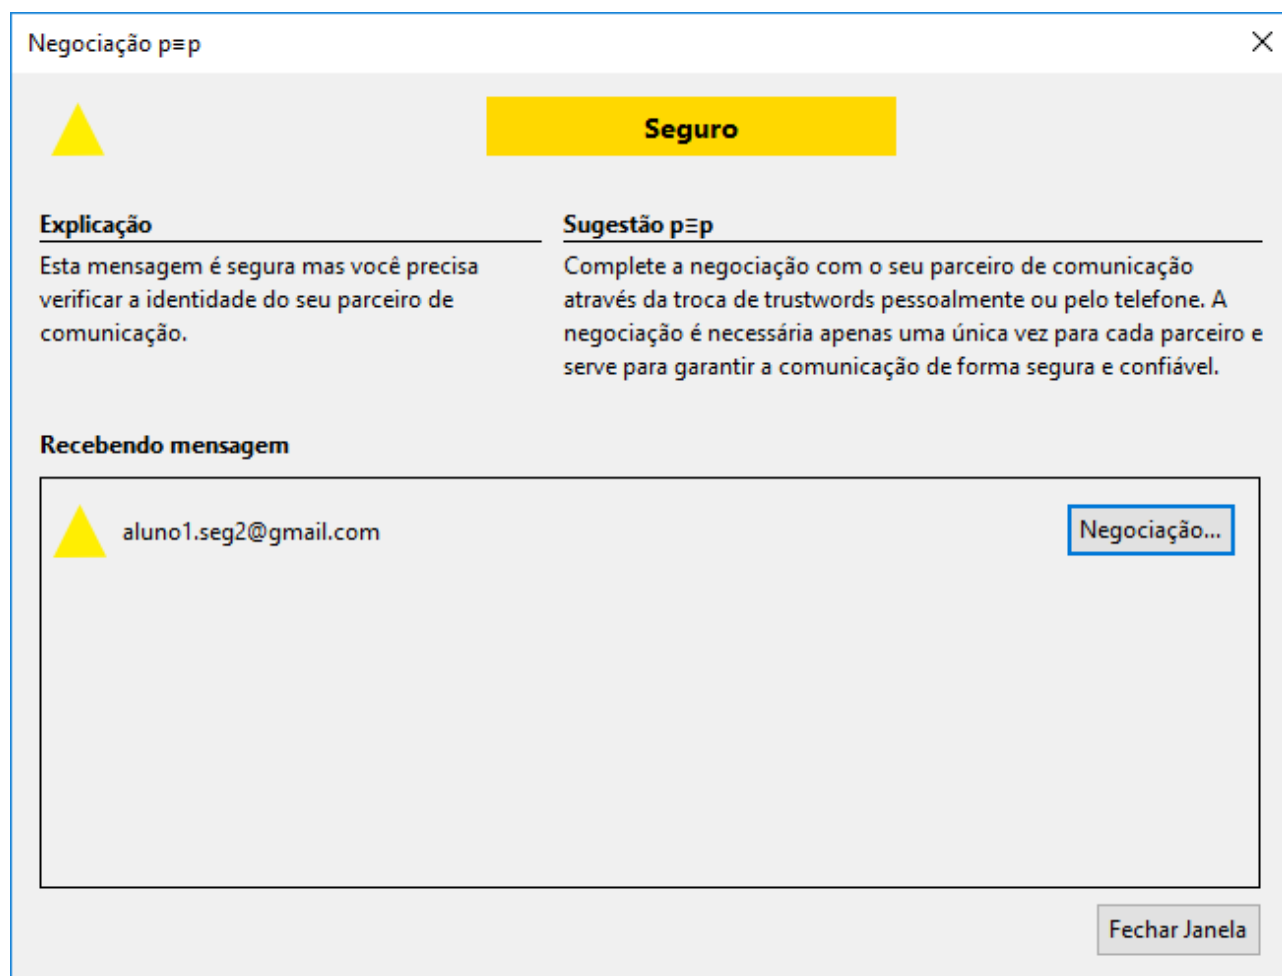 Negociação p≡p
Seguro
Explicação
Esta mensagem é segura mas você precisa
verificar a identidade do seu parceiro de
comunicação.
Sugestão p≡p
Complete a negociação com o seu parceiro de comunicação
através da troca de trustwords pessoalmente ou pelo telefone. A
negociação é necessária apenas uma única vez para cada parceiro e
serve para garantir a comunicação de forma segura e confiável.
Recebendo mensagem
aluno1.seg2@gmail.com
Negociação...
Fechar Janela